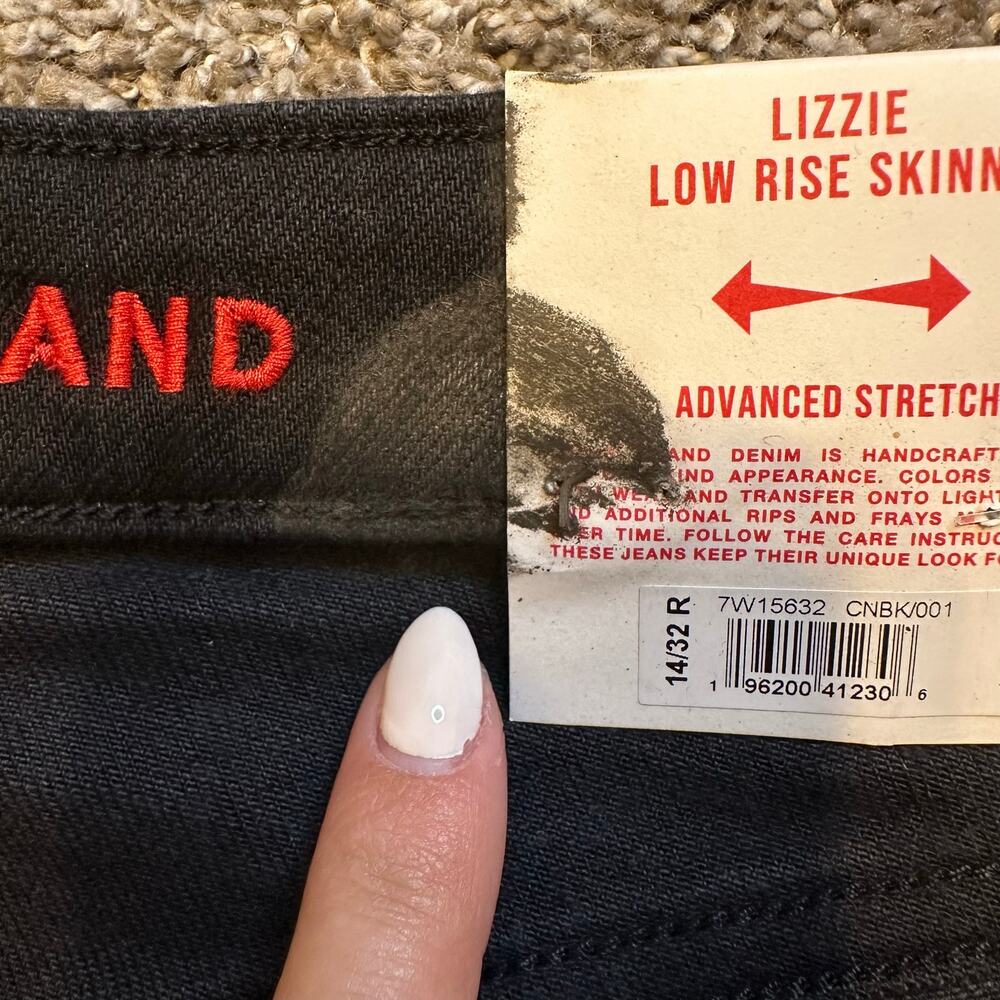 AND
LIZZIE
LOW RISE SKINN
ADVANCED STRETCH
AND DENIM IS HANDCRAFT
ND APPEARANCE. COLORS
AND TRANSFER ONTO LIGHT
ADDITIONAL RIPS AND FRAYS
ER TIME. FOLLOW THE CARE INSTRUC
THESE JEANS KEEP THEIR UNIQUE LOOK FO
14/32 R
7W15632 CNBK/001
1 96200 41230 6